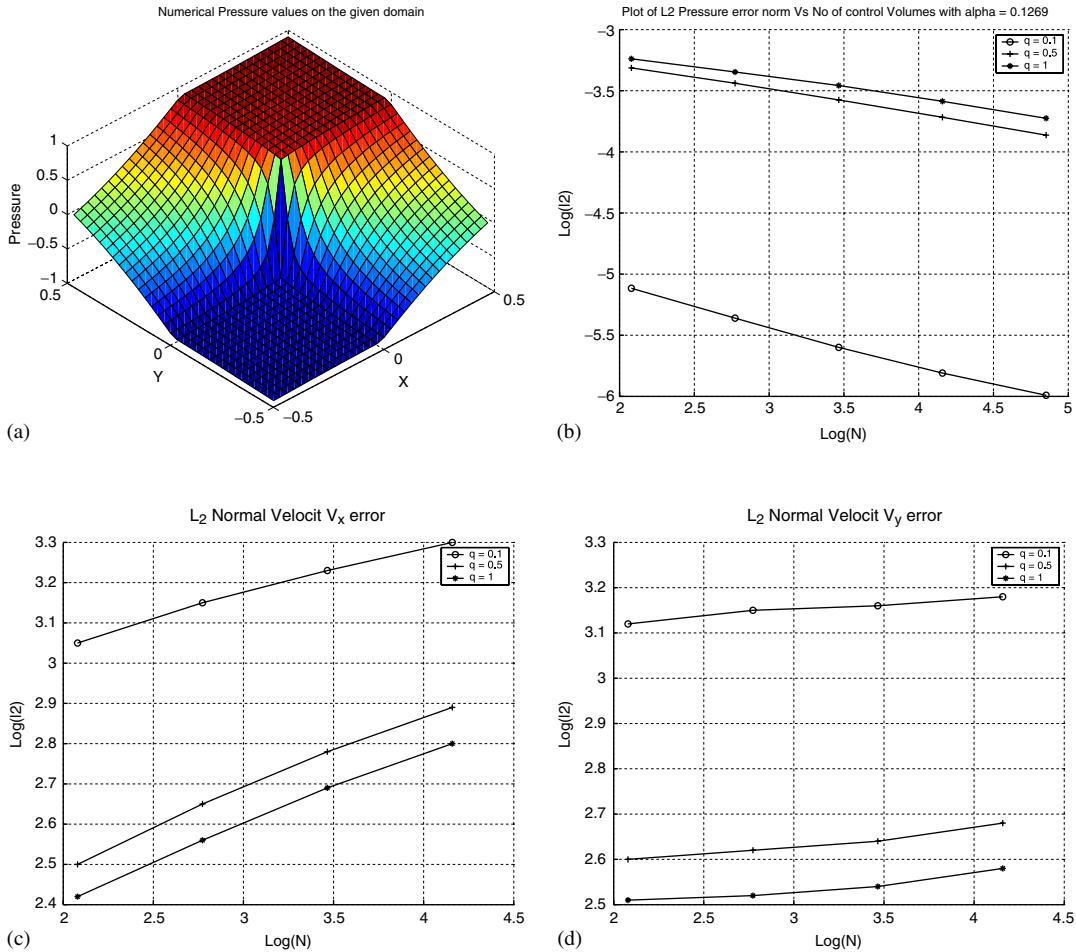 Numerical Pressure values on the given domain
1
0.5
0
−0.5
−1
Pressure
0.5
0
−0.5
Y
−0.5
0
0.5
X
(a)
Plot of L2 Pressure error norm Vs No of control Volumes with alpha = 0.1269
q = 0.1
q = 0.5
q = 1
−3
−3.5
−4
−4.5
−5
−5.5
−6
Log(l2)
2 2.5 3 3.5 4 4.5 5
Log(N)
(b)
L2 Normal Velocit Vx error
q = 0.1
q = 0.5
q = 1
3.3
3.2
3.1
3
2.9
2.8
2.7
2.6
2.5
2.4
Log(l2)
2 2.5 3 3.5 4 4.5
Log(N)
(c)
L2 Normal Velocit Vy error
q = 0.1
q = 0.5
q = 1
3.3
3.2
3.1
3
2.9
2.8
2.7
2.6
2.5
Log(l2)
2 2.5 3 3.5 4 4.5
Log(N)
(d)